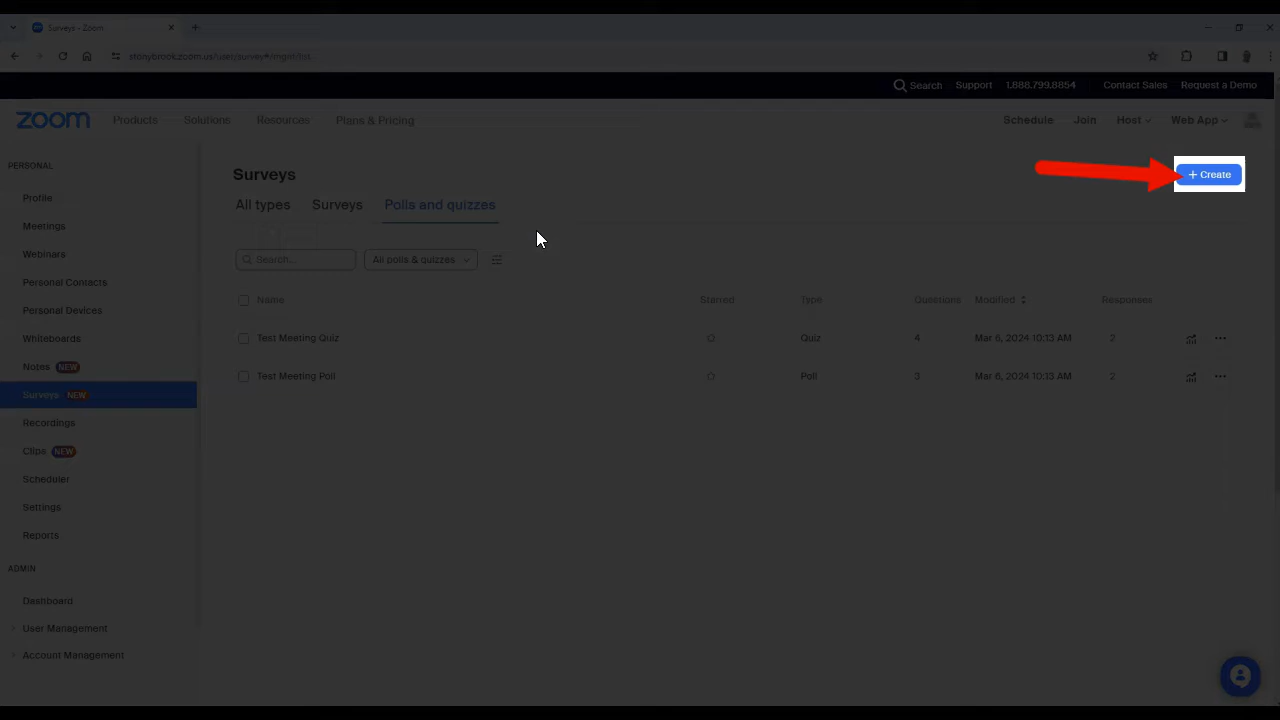 Surveys - Zoom
stonybrook.zoom.us/user/survey#/mgmt/list
Search Support 1.888.799.8854 Contact Sales Request a Demo
zoom Products Solutions Resources Plans & Pricing Schedule Join Host Web App
PERSONAL
Profile
Meetings
Webinars
Personal Contacts
Personal Devices
Whiteboards
Notes NEW
Surveys NEW
Recordings
Clips NEW
Scheduler
Settings
Reports
ADMIN
Dashboard
User Management
Account Management
Surveys
+ Create
All types Surveys Polls and quizzes
Search... All polls & quizzes
Name Starred Type Questions Modified Responses
Test Meeting Quiz Quiz 4 Mar 6, 2024 10:13 AM 2
Test Meeting Poll Poll 3 Mar 6, 2024 10:13 AM 2